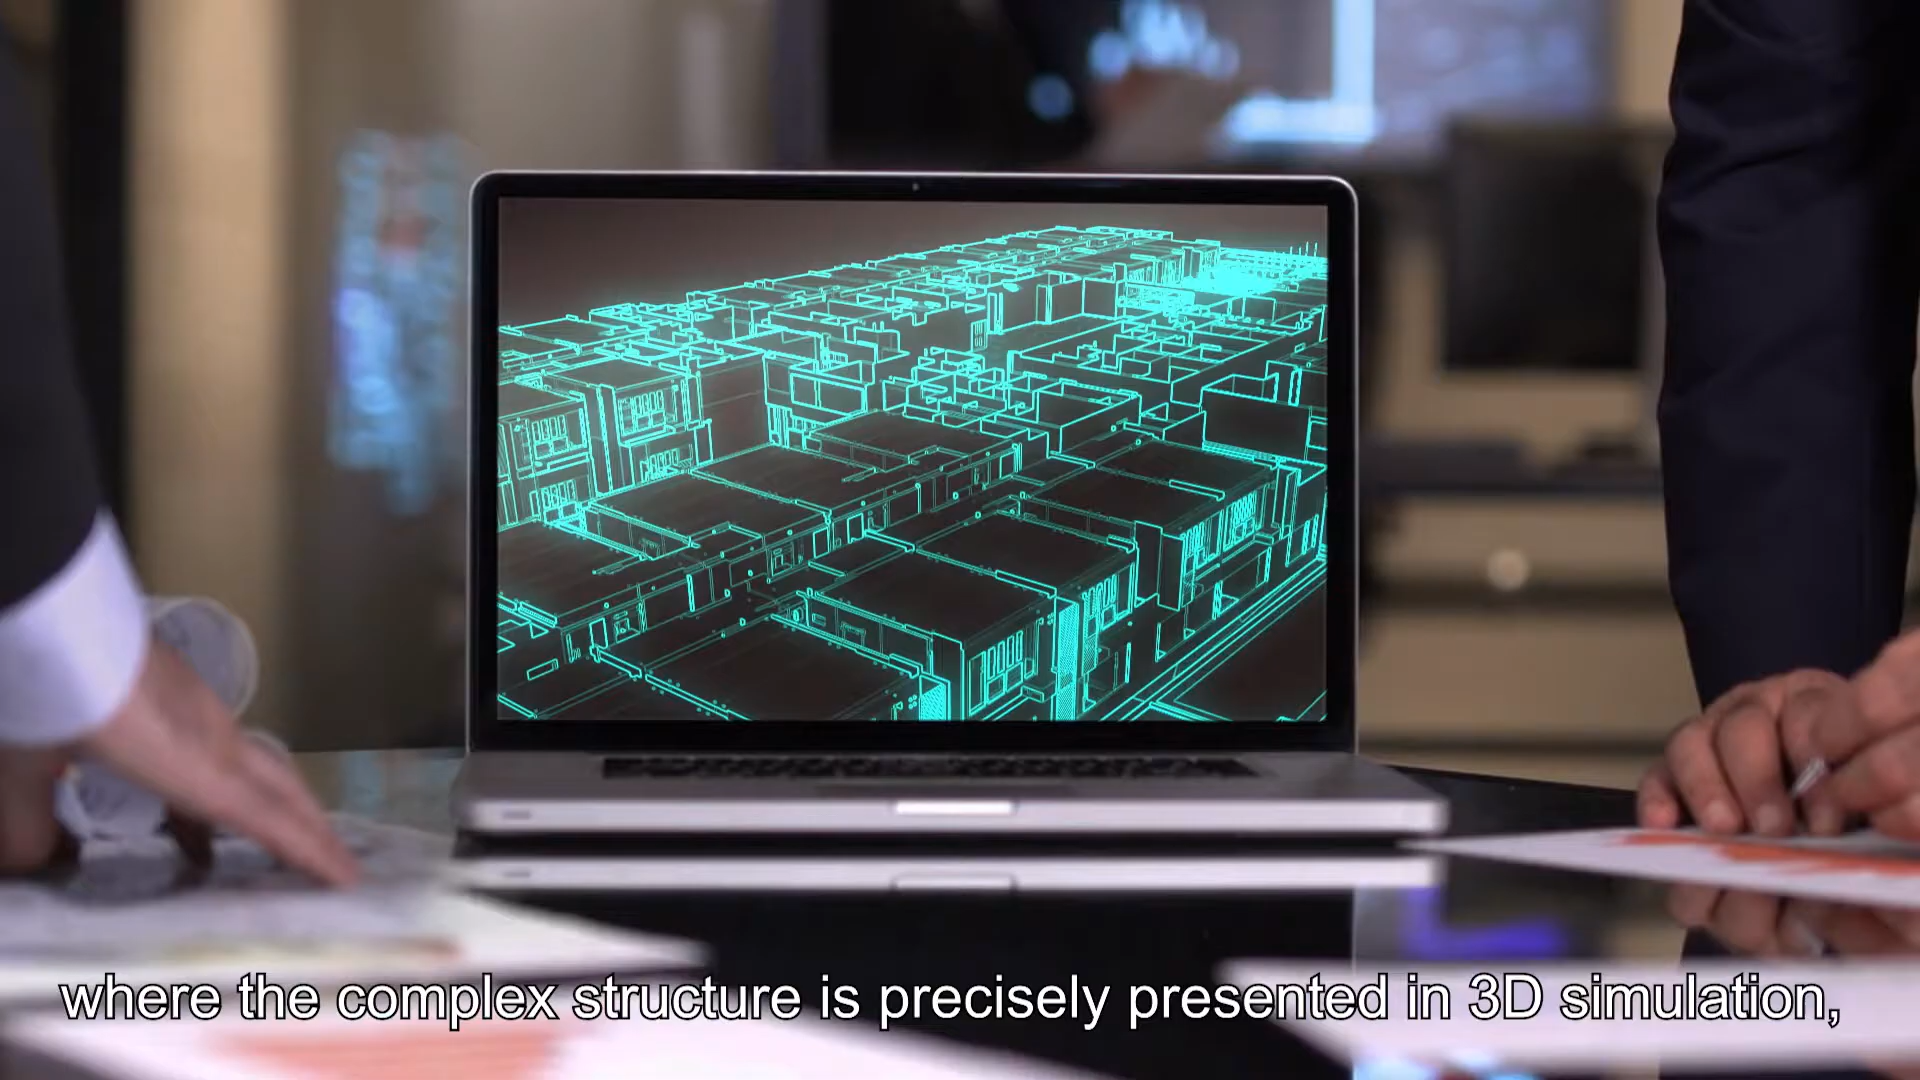 where the complex structure is precisely presented in 3D simulation,